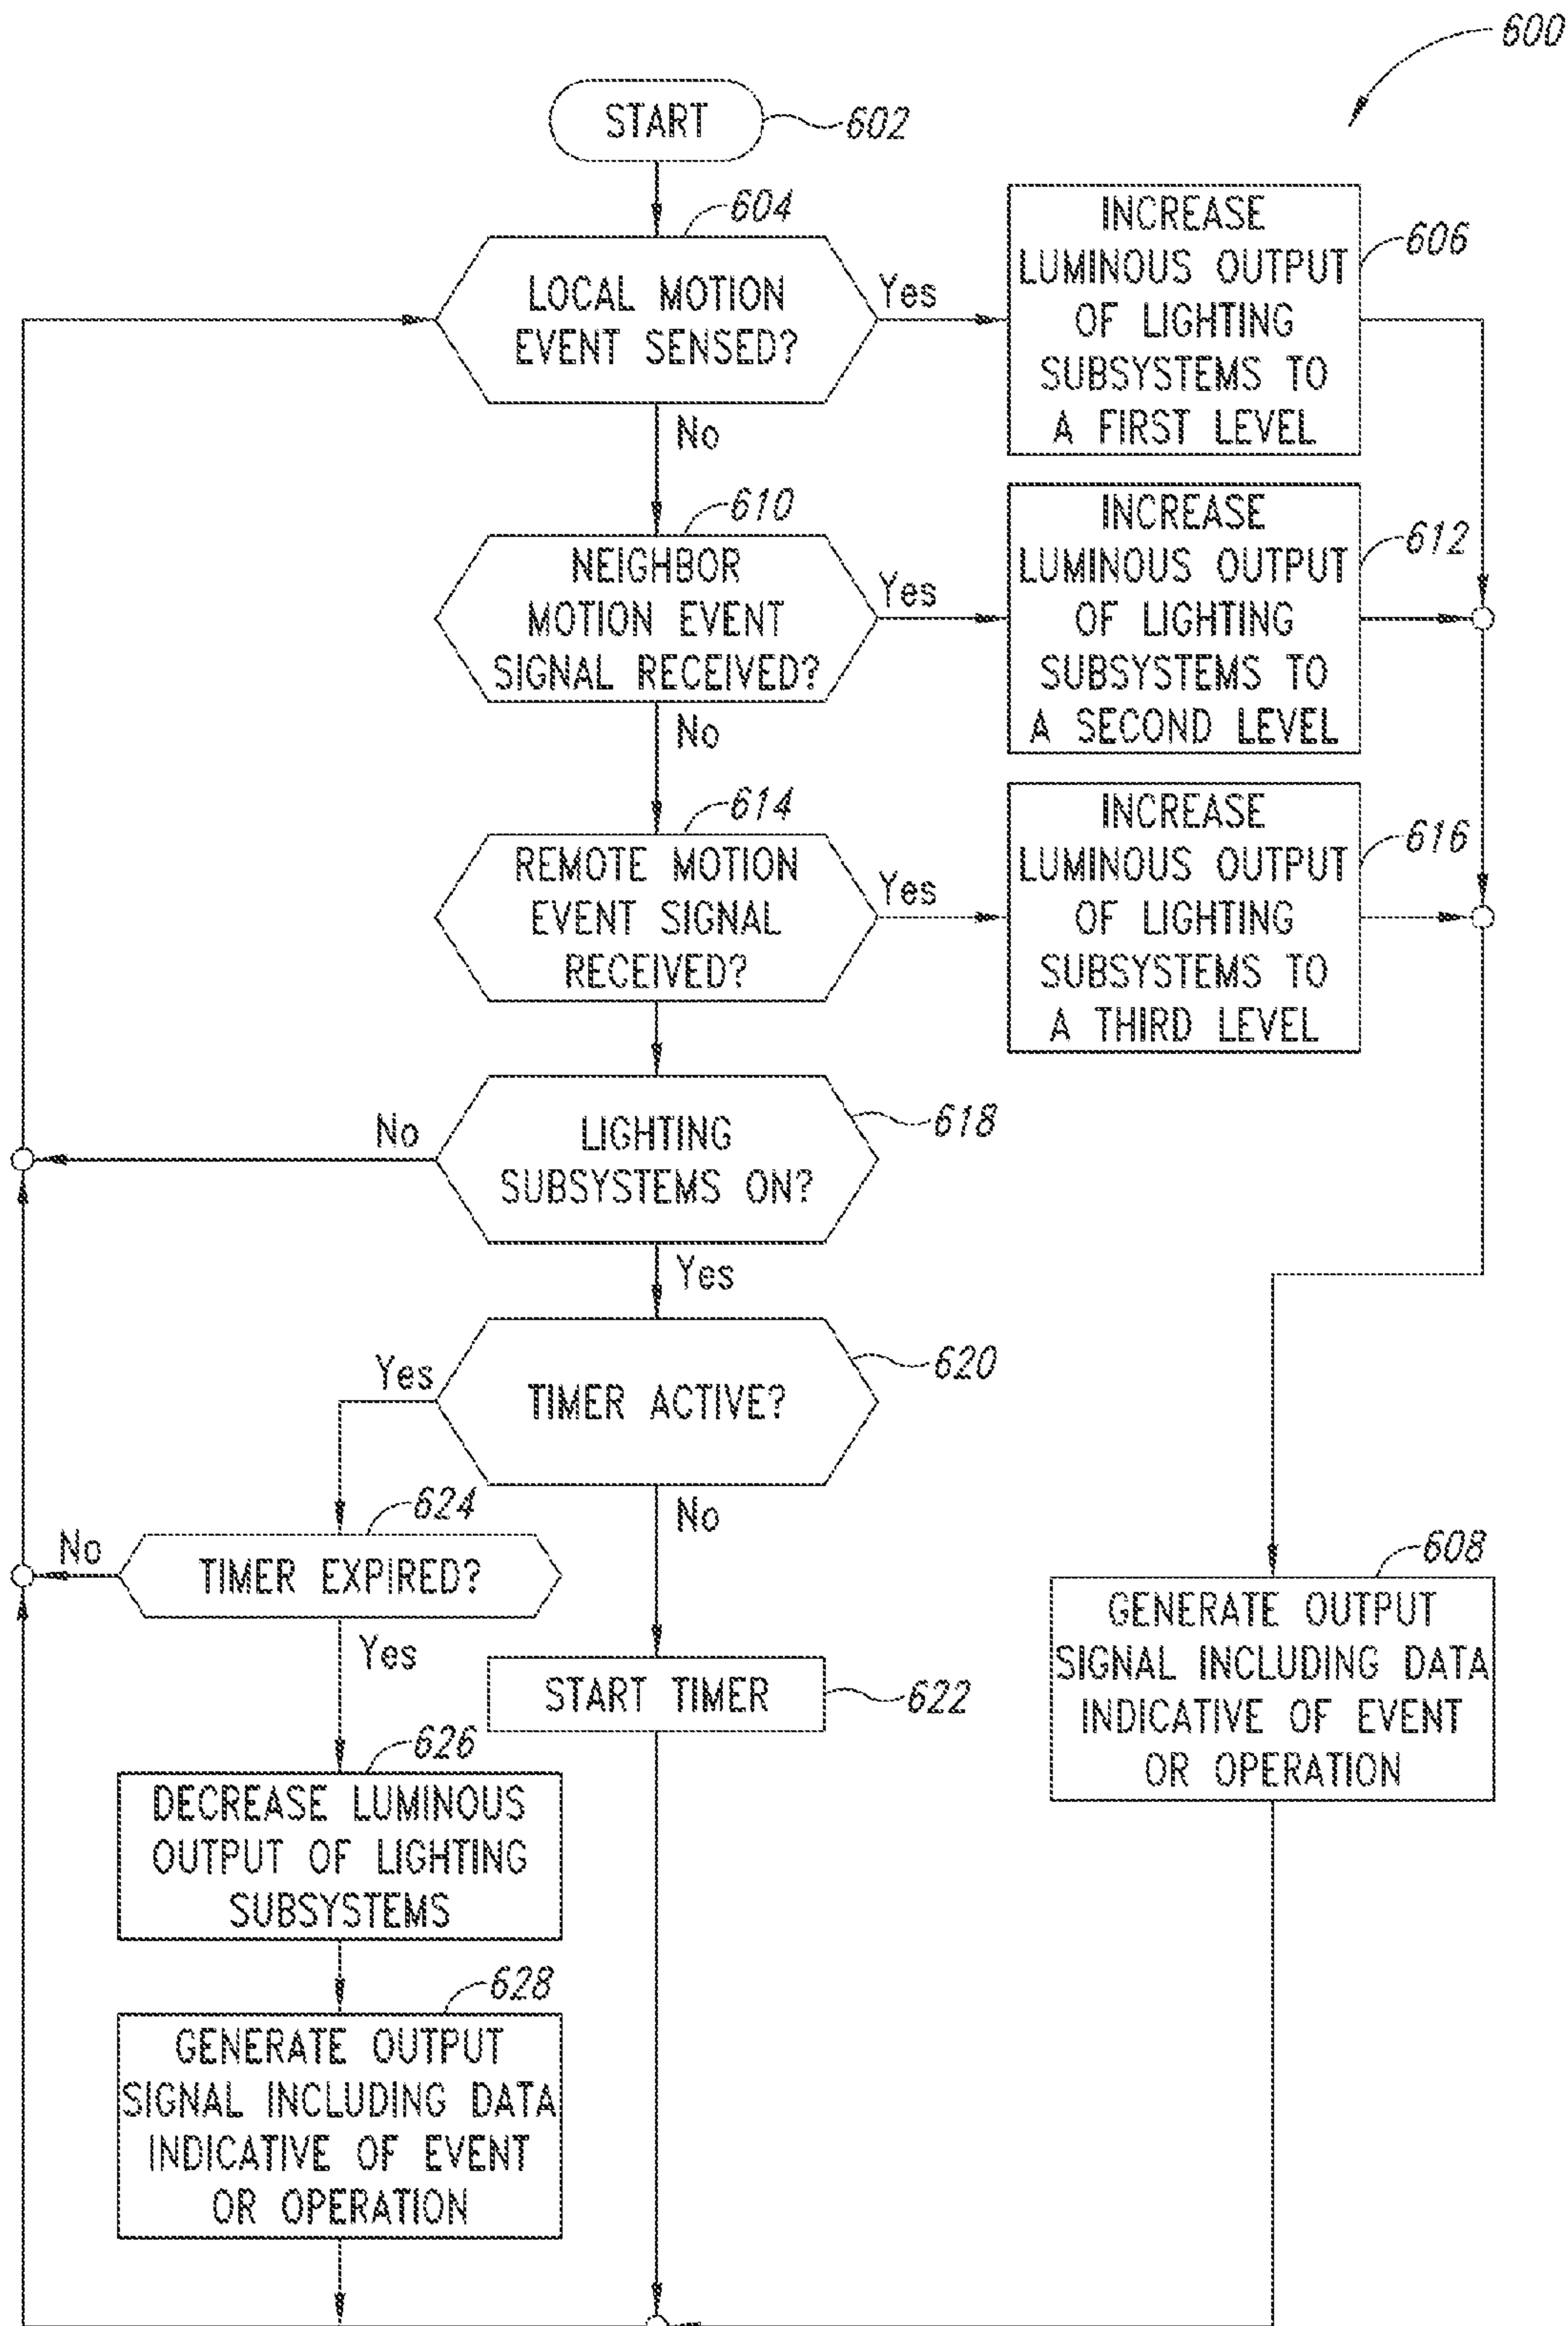 600
START
602
604
LOCAL MOTION
EVENT SENSED?
Yes
No
INCREASE
LUMINOUS OUTPUT
OF LIGHTING
SUBSYSTEMS TO
A FIRST LEVEL
606
610
NEIGHBOR
MOTION EVENT
SIGNAL RECEIVED?
Yes
No
INCREASE
LUMINOUS OUTPUT
OF LIGHTING
SUBSYSTEMS TO
A SECOND LEVEL
612
614
REMOTE MOTION
EVENT SIGNAL
RECEIVED?
Yes
INCREASE
LUMINOUS OUTPUT
OF LIGHTING
SUBSYSTEMS TO
A THIRD LEVEL
616
No
LIGHTING
SUBSYSTEMS ON?
618
Yes
Yes
TIMER ACTIVE?
620
No
624
No
TIMER EXPIRED?
Yes
START TIMER
622
608
GENERATE OUTPUT
SIGNAL INCLUDING DATA
INDICATIVE OF EVENT
OR OPERATION
626
DECREASE LUMINOUS
OUTPUT OF LIGHTING
SUBSYSTEMS
628
GENERATE OUTPUT
SIGNAL INCLUDING DATA
INDICATIVE OF EVENT
OR OPERATION